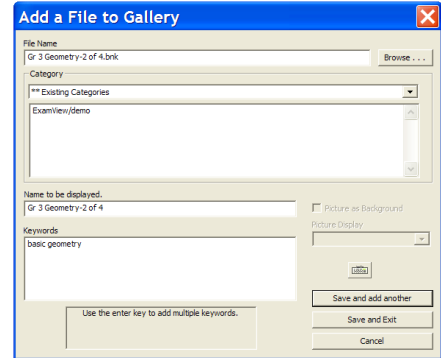 Add a File to Gallery
File Name
Gr 3 Geometry-2 of 4.bnk
Browse . . .
Category
** Existing Categories
ExamView/demo
Name to be displayed.
Gr 3 Geometry-2 of 4
Picture as Background
Picture Display
Keywords
basic geometry
Use the enter key to add multiple keywords.
Save and add another
Save and Exit
Cancel